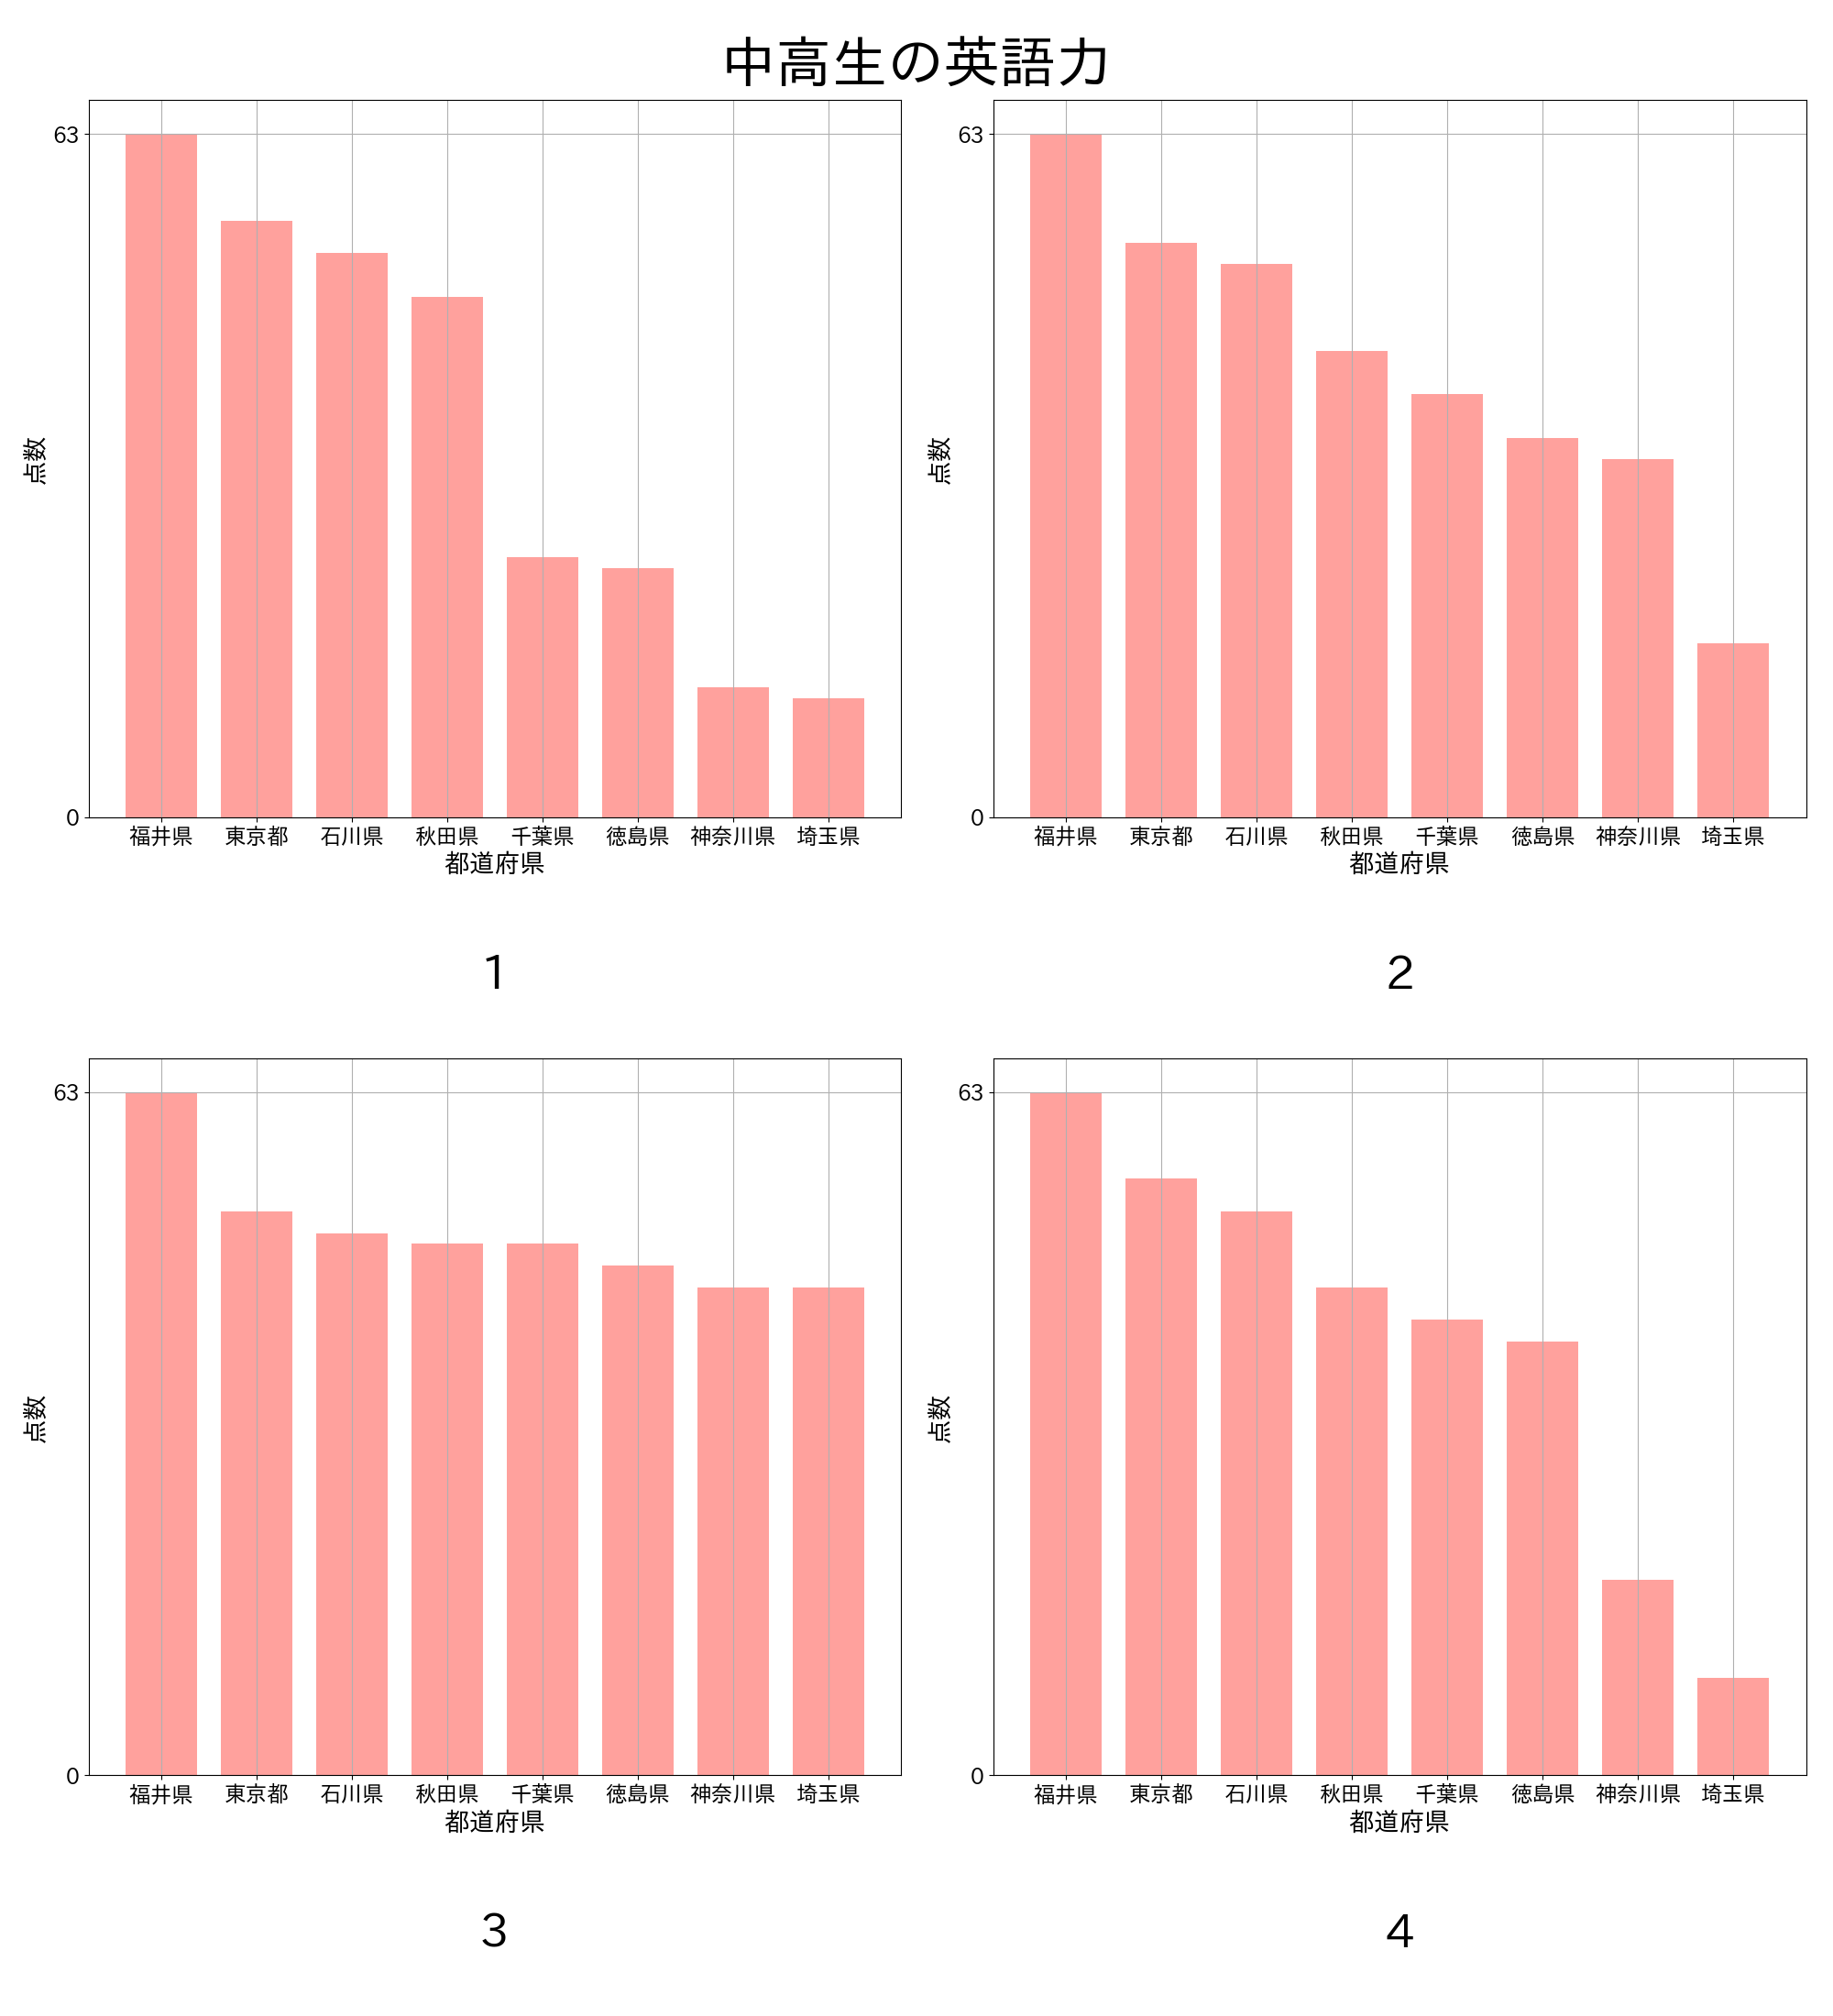 中高生の英語力
63
点数
0
福井県 東京都 石川県 秋田県 千葉県 徳島県 神奈川県 埼玉県
都道府県
1
63
点数
0
福井県 東京都 石川県 秋田県 千葉県 徳島県 神奈川県 埼玉県
都道府県
2
63
点数
0
福井県 東京都 石川県 秋田県 千葉県 徳島県 神奈川県 埼玉県
都道府県
3
63
点数
0
福井県 東京都 石川県 秋田県 千葉県 徳島県 神奈川県 埼玉県
都道府県
4